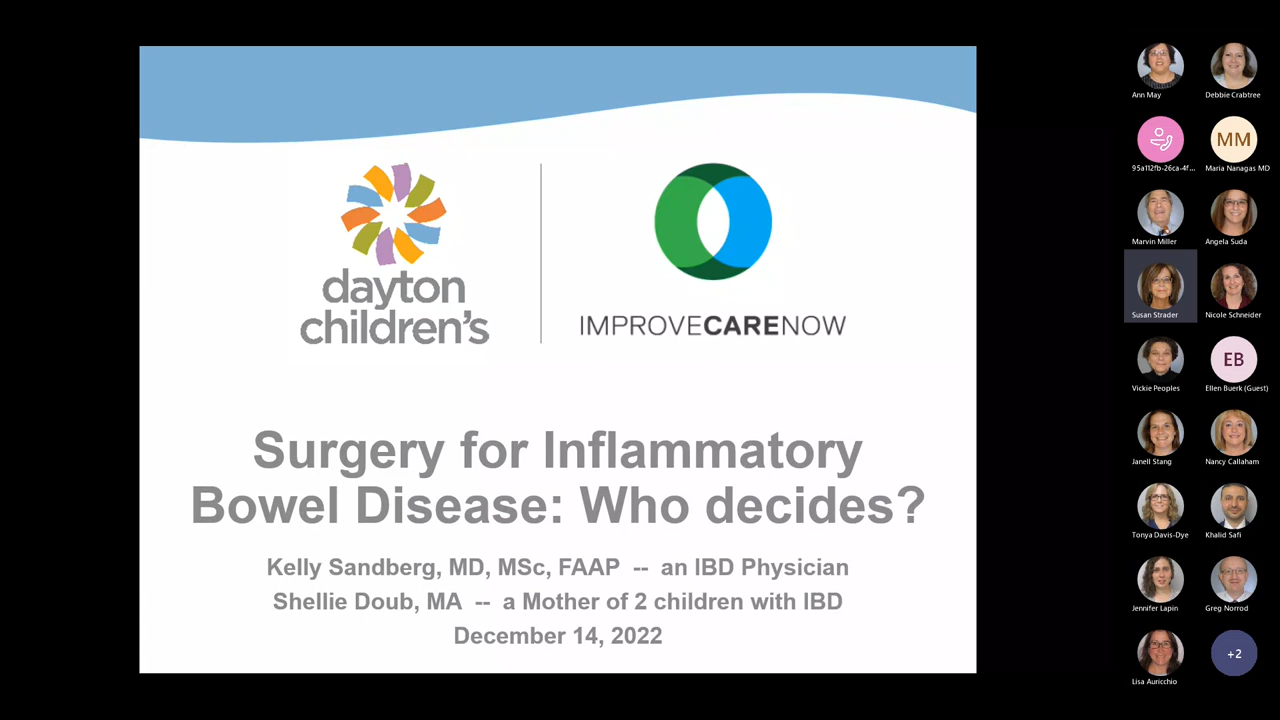 dayton
children's
IMPROVECARENOW
Surgery for Inflammatory
Bowel Disease: Who decides?
Kelly Sandberg, MD, MSc, FAAP -- an IBD Physician
Shellie Doub, MA -- a Mother of 2 children with IBD
December 14, 2022
Ann May
Debbie Crabtree
95a112fb-26ca-4f...
MM
Maria Nanagas MD
Marvin Miller
Angela Suda
Susan Strader
Nicole Schneider
Vickie Peoples
EB
Ellen Buerk (Guest)
Janell Stang
Nancy Callaham
Tonya Davis-Dye
Khalid Safi
Jennifer Lapin
Greg Norrod
Lisa Auricchio
+2